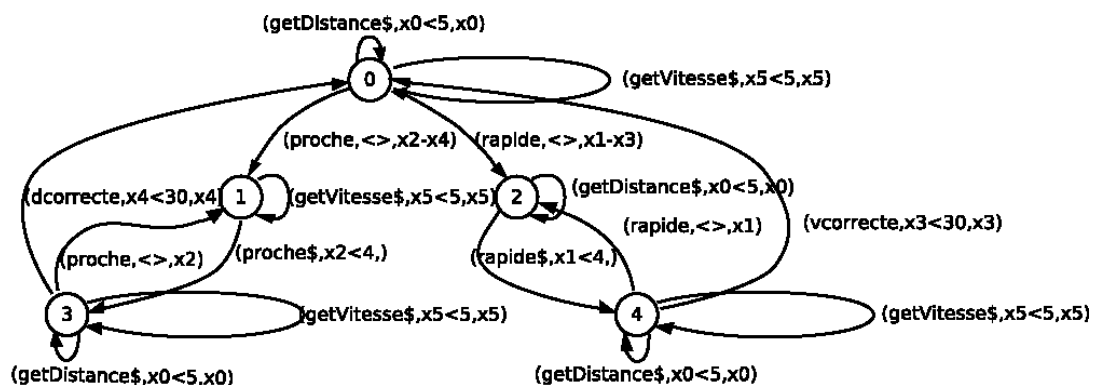 (getDistance$,x0<5,x0)
0
(getVitesse$,x5<5,x5)
(proche,<>,x2-x4)
(rapide,<>,x1-x3)
(dcorrecte,x4<30,x4)
1
(getVitesse$,x5<5,x5)
2
(getDistance$,x0<5,x0)
(rapide,<>,x1)
(vcorrecte,x3<30,x3)
(proche,<>,x2)
(proche$,x2<4,)
(rapide$,x1<4,)
3
(getVitesse$,x5<5,x5)
4
(getVitesse$,x5<5,x5)
(getDistance$,x0<5,x0)
(getDistance$,x0<5,x0)